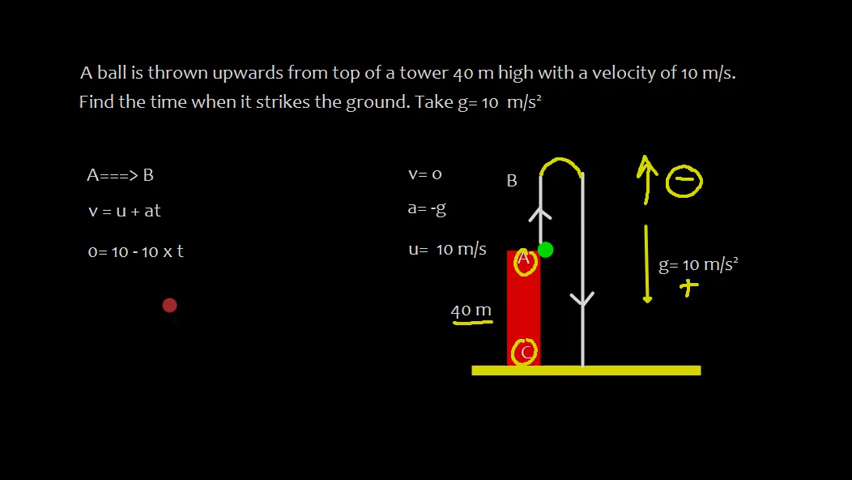 A ball is thrown upwards from top of a tower 40 m high with a velocity of 10 m/s.
Find the time when it strikes the ground. Take g= 10 m/s²
A===> B
v = u + at
0= 10 - 10 x t
v= 0
a= -g
u= 10 m/s
B
A
40 m
C
−
g= 10 m/s²
+